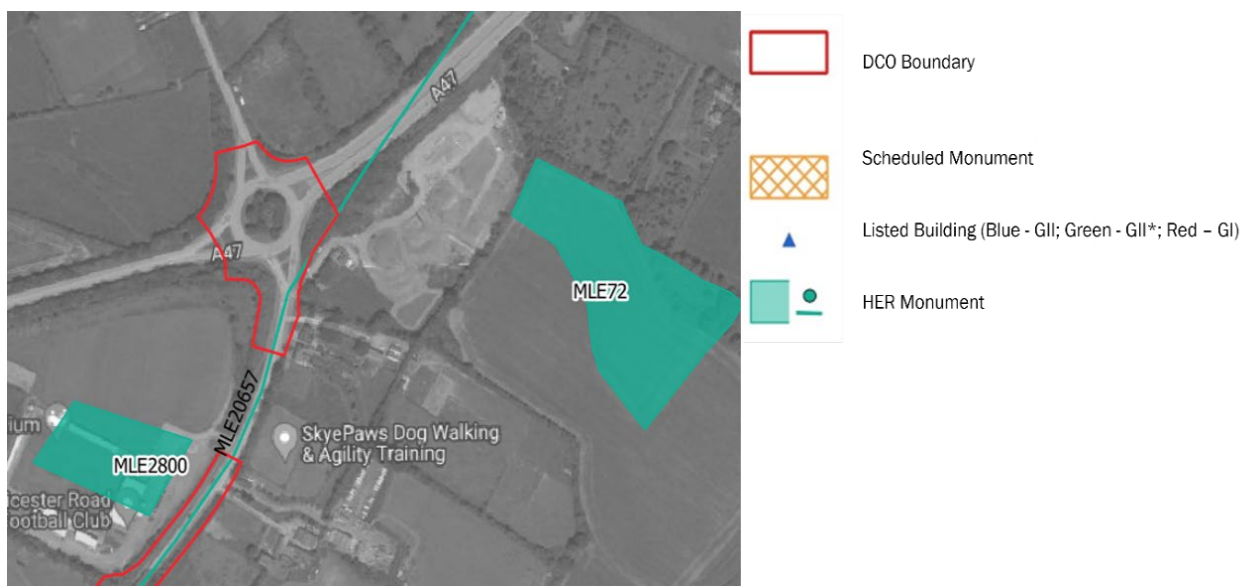 A47
A47
MLE72
MLE20657
SkyePaws Dog Walking
& Agility Training
MLE2800
ium
icester Road
ootball Club
DCO Boundary
Scheduled Monument
Listed Building (Blue - GII; Green - GII*; Red – GI)
HER Monument